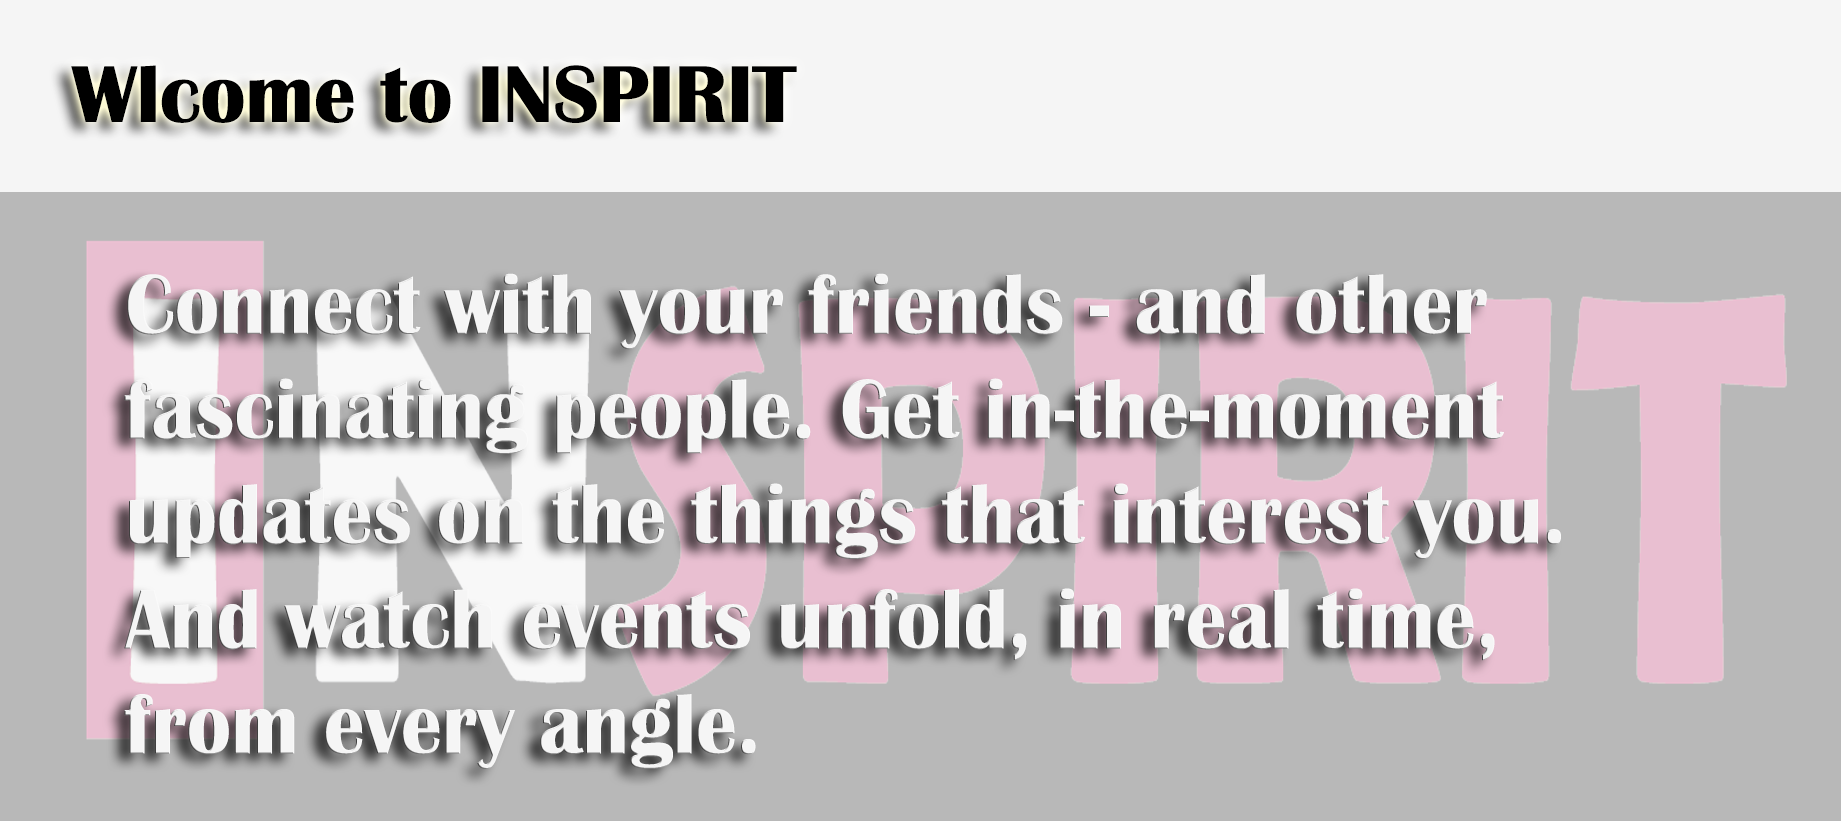 Wlcome to INSPIRIT
INSPIRIT
Connect with your friends - and other
fascinating people. Get in-the-moment
updates on the things that interest you.
And watch events unfold, in real time,
from every angle.